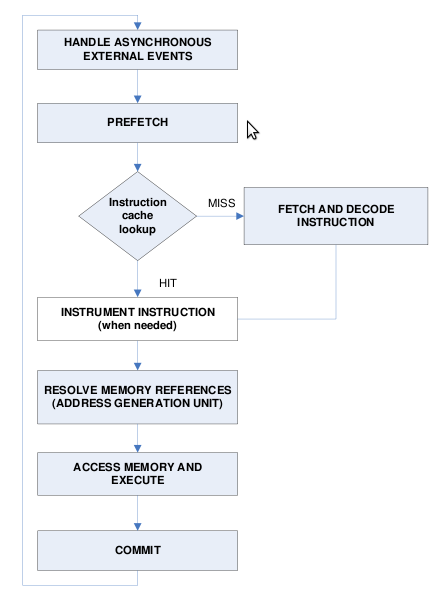 HANDLE ASYNCHRONOUS
EXTERNAL EVENTS
PREFETCH
Instruction
cache
lookup
MISS
FETCH AND DECODE
INSTRUCTION
HIT
INSTRUMENT INSTRUCTION
(when needed)
RESOLVE MEMORY REFERENCES
(ADDRESS GENERATION UNIT)
ACCESS MEMORY AND
EXECUTE
COMMIT